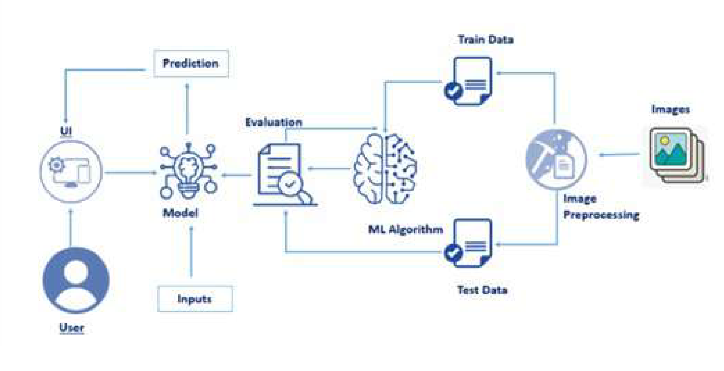 Train Data
Prediction
Images
Evaluation
UI
Model
Image
Preprocessing
ML Algorithm
Inputs
Test Data
User